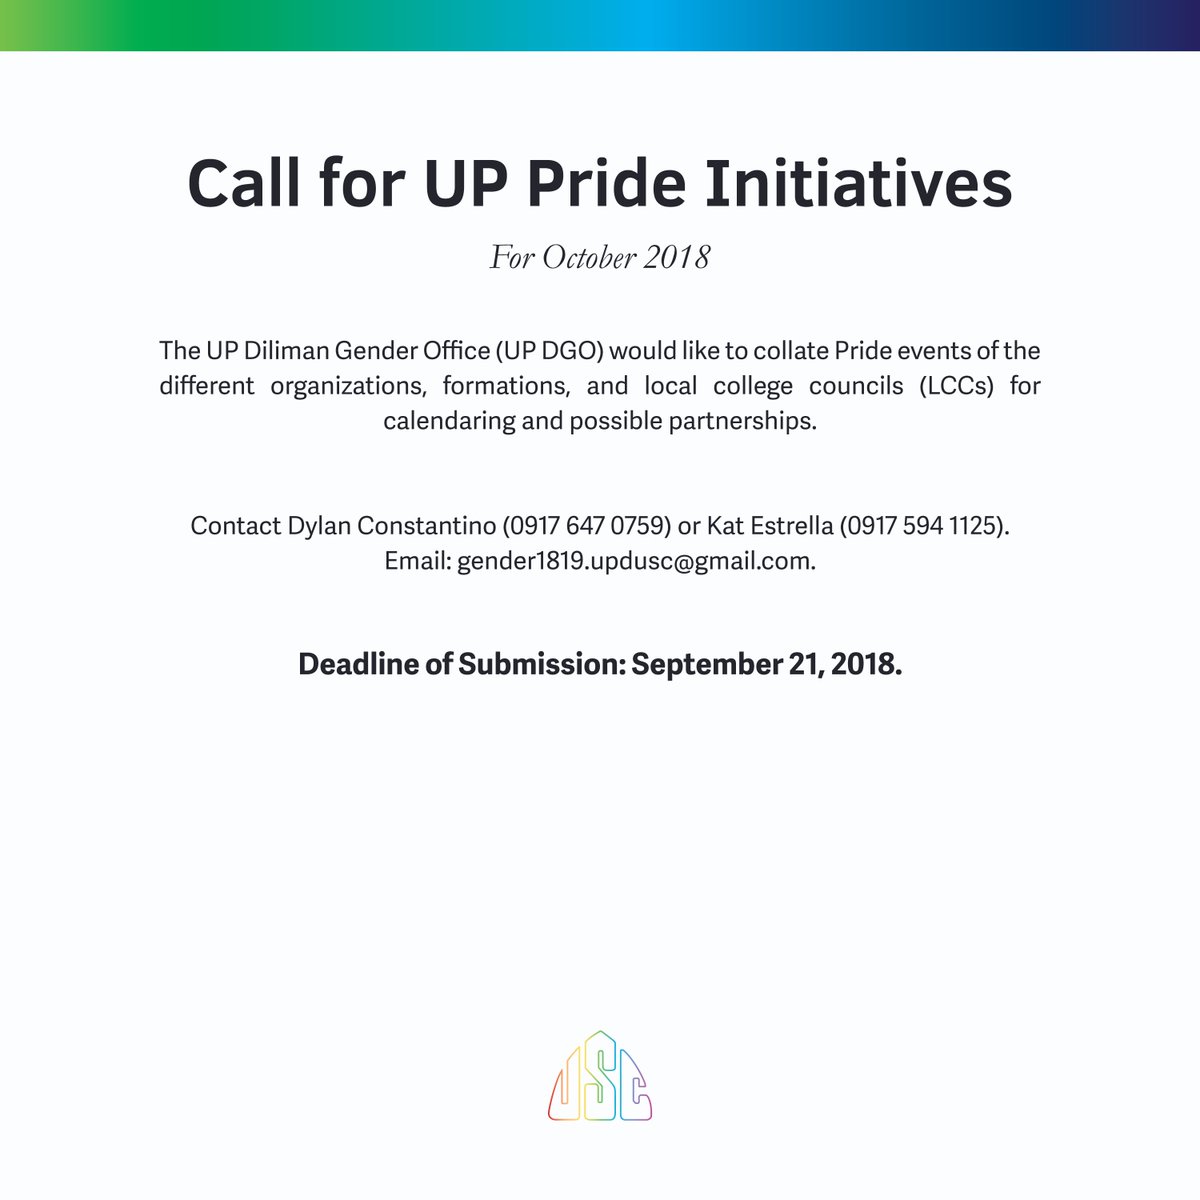 Call for UP Pride Initiatives
For October 2018
The UP Diliman Gender Office (UP DGO) would like to collate Pride events of the
different organizations, formations, and local college councils (LCCs) for
calendaring and possible partnerships.
Contact Dylan Constantino (0917 647 0759) or Kat Estrella (0917 594 1125).
Email: gender1819.updusc@gmail.com.
Deadline of Submission: September 21, 2018.
USC